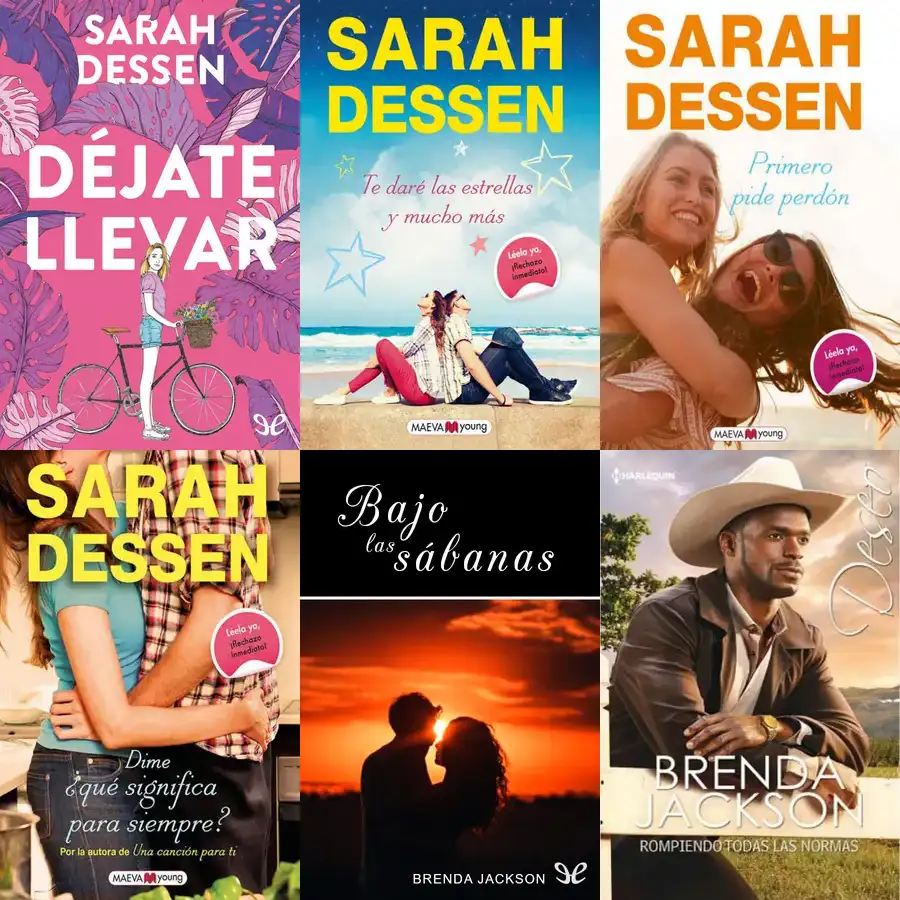 SARAH
DESSEN
DÉJATE
LLEVAR
SARAH
DESSEN
Te daré las estrellas
y mucho más
Léela ya,
¡Flechazo
inmediato!
MAEVA young
SARAH
DESSEN
Primero
pide perdón
Léela ya,
¡Flechazo
inmediato!
MAEVA young
SARAH
DESSEN
Léela ya,
¡Flechazo
inmediato!
Dime
¿qué significa
para siempre?
Por la autora de Una canción para ti
MAEVA young
Bajo
las sábanas
BRENDA JACKSON
HARLEQUIN
Deseo
BRENDA
JACKSON
ROMPIENDO TODAS LAS NORMAS